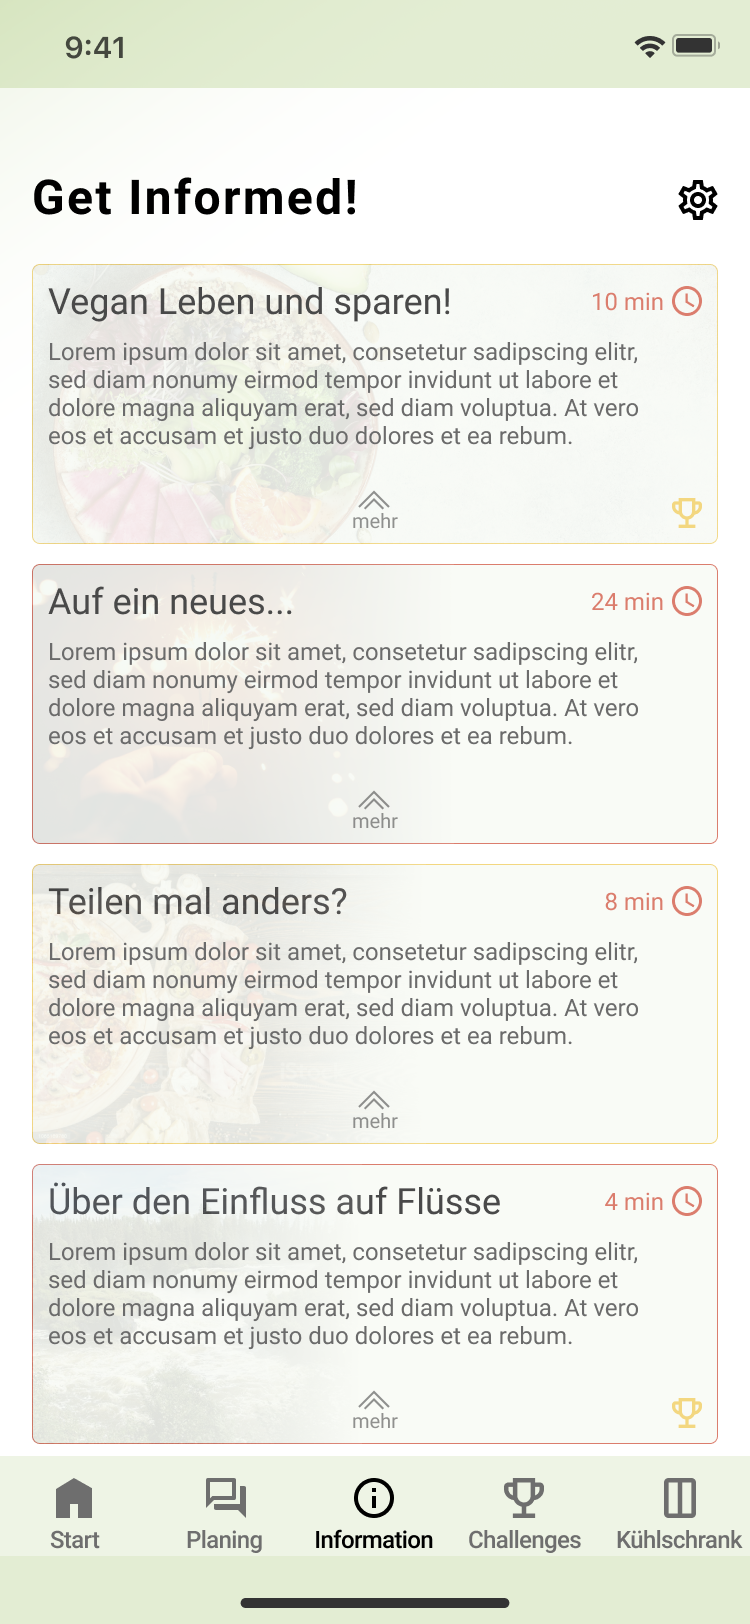 9:41
Get Informed!
Vegan Leben und sparen!
10 min
Lorem ipsum dolor sit amet, consetetur sadipscing elitr,
sed diam nonumy eirmod tempor invidunt ut labore et
dolore magna aliquyam erat, sed diam voluptua. At vero
eos et accusam et justo duo dolores et ea rebum.
mehr
Auf ein neues...
24 min
Lorem ipsum dolor sit amet, consetetur sadipscing elitr,
sed diam nonumy eirmod tempor invidunt ut labore et
dolore magna aliquyam erat, sed diam voluptua. At vero
eos et accusam et justo duo dolores et ea rebum.
mehr
Teilen mal anders?
8 min
Lorem ipsum dolor sit amet, consetetur sadipscing elitr,
sed diam nonumy eirmod tempor invidunt ut labore et
dolore magna aliquyam erat, sed diam voluptua. At vero
eos et accusam et justo duo dolores et ea rebum.
mehr
Über den Einfluss auf Flüsse
4 min
Lorem ipsum dolor sit amet, consetetur sadipscing elitr,
sed diam nonumy eirmod tempor invidunt ut labore et
dolore magna aliquyam erat, sed diam voluptua. At vero
eos et accusam et justo duo dolores et ea rebum.
mehr
Start
Planing
Information
Challenges
Kühlschrank